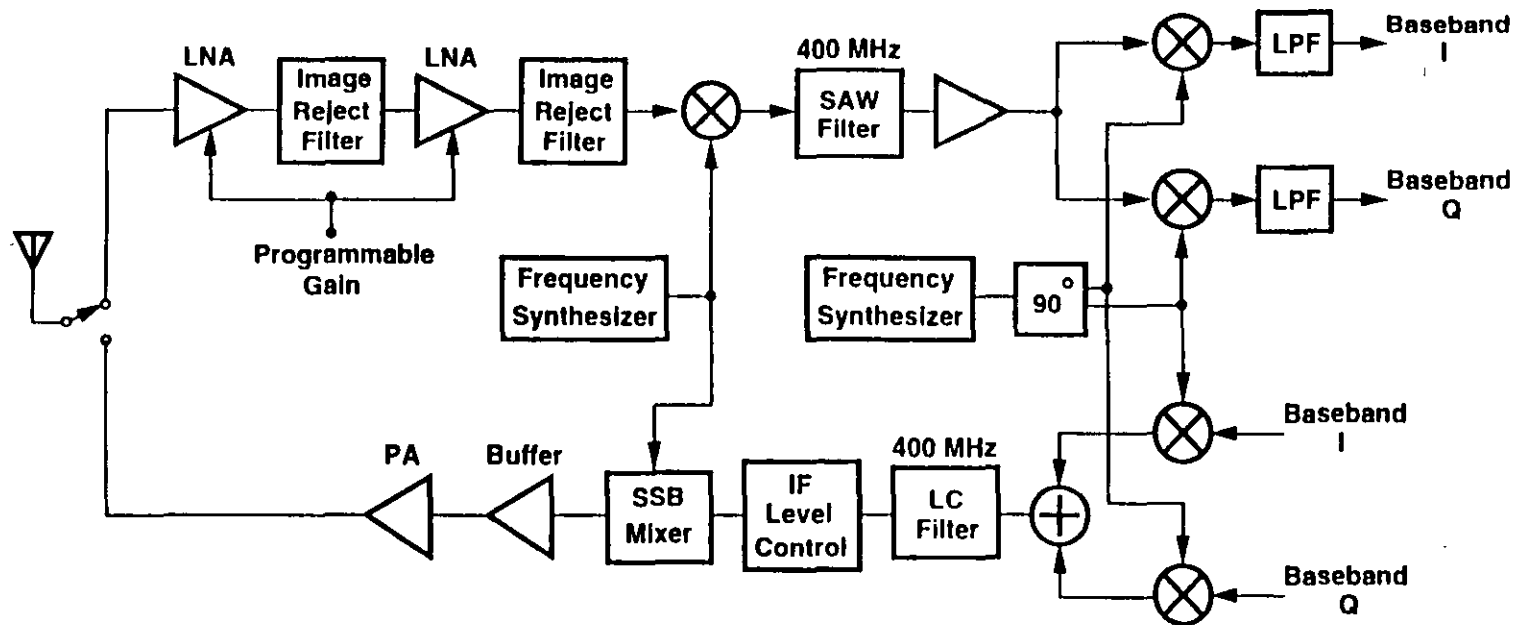 LNA
Image
Reject
Filter
LNA
Image
Reject
Filter
400 MHz
SAW
Filter
LPF
Baseband
I
LPF
Baseband
Q
Programmable
Gain
Frequency
Synthesizer
Frequency
Synthesizer
90°
PA
Buffer
SSB
Mixer
IF
Level
Control
400 MHz
LC
Filter
Baseband
I
Baseband
Q